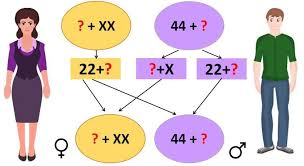 ? + XX 44 + ?
22+? ?+X 22+?
? + XX 44 + ?
♀ ♂